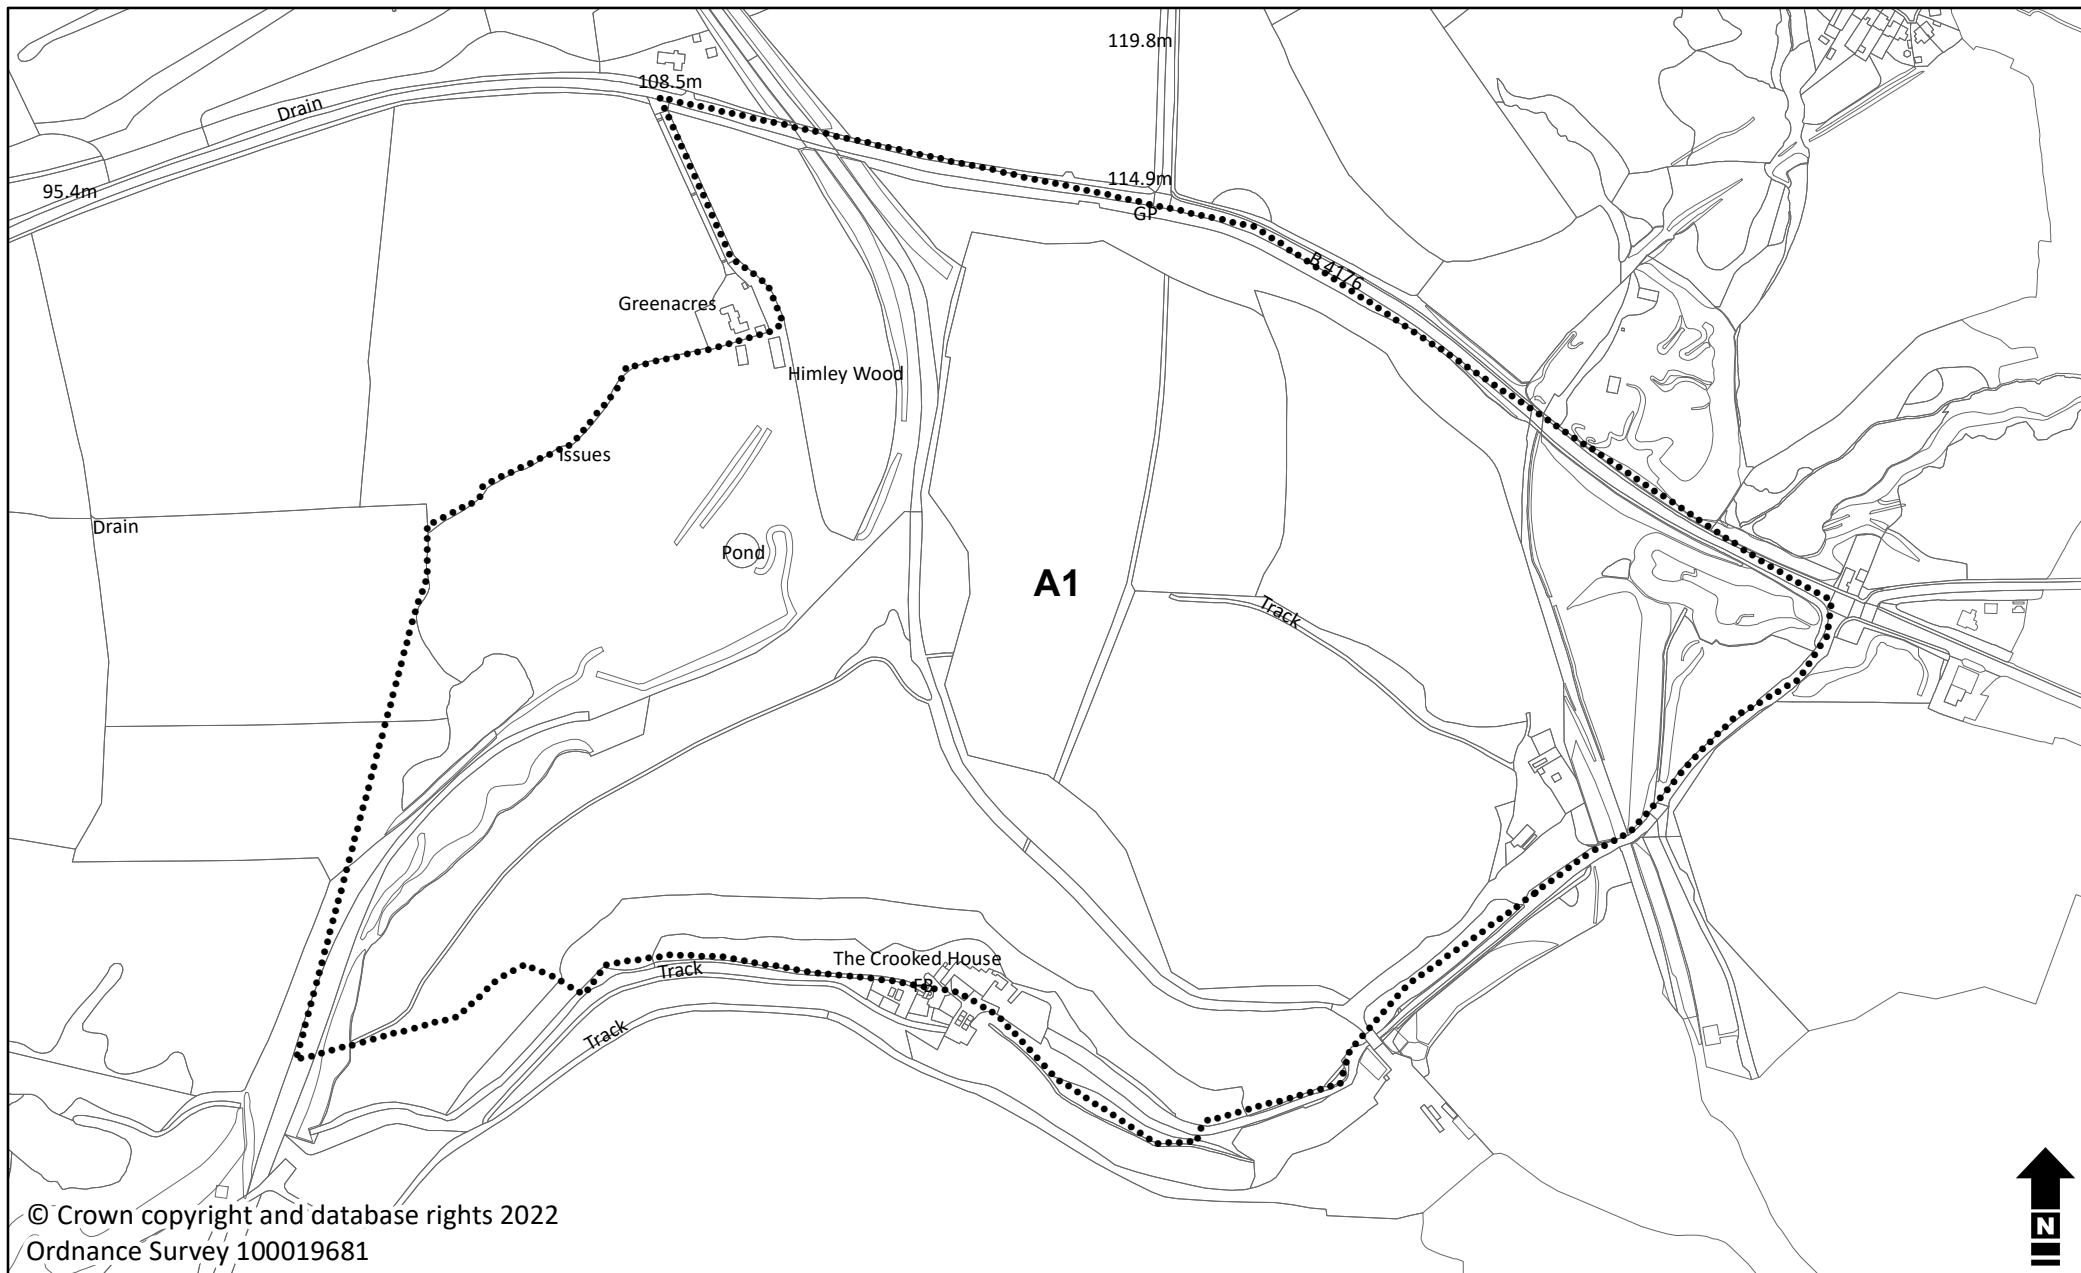 119.8m
108.5m
Drain
95.4m
114.9m
GP
B 4176
Greenacres
Himley Wood
Issues
Drain
Pond
A1
Track
The Crooked House
Track
FB
Track
© Crown copyright and database rights 2022
Ordnance Survey 100019681
N